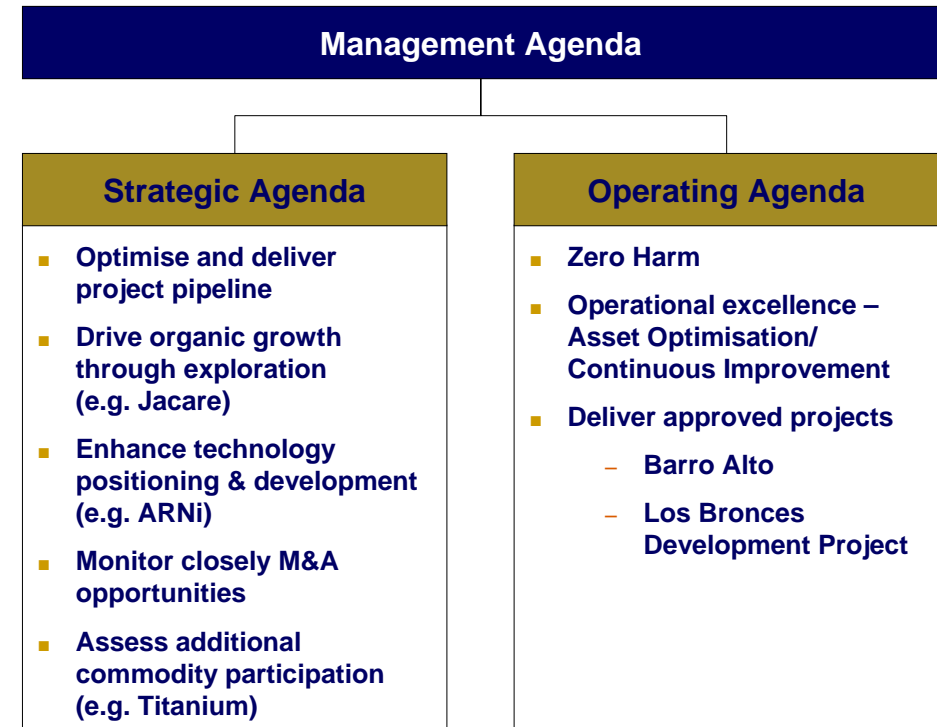 Management Agenda
Strategic Agenda
■ Optimise and deliver
project pipeline
■ Drive organic growth
through exploration
(e.g. Jacare)
■ Enhance technology
positioning & development
(e.g. ARNi)
■ Monitor closely M&A
opportunities
■ Assess additional
commodity participation
(e.g. Titanium)
Operating Agenda
■ Zero Harm
■ Operational excellence –
Asset Optimisation/
Continuous Improvement
■ Deliver approved projects
– Barro Alto
– Los Bronces
Development Project